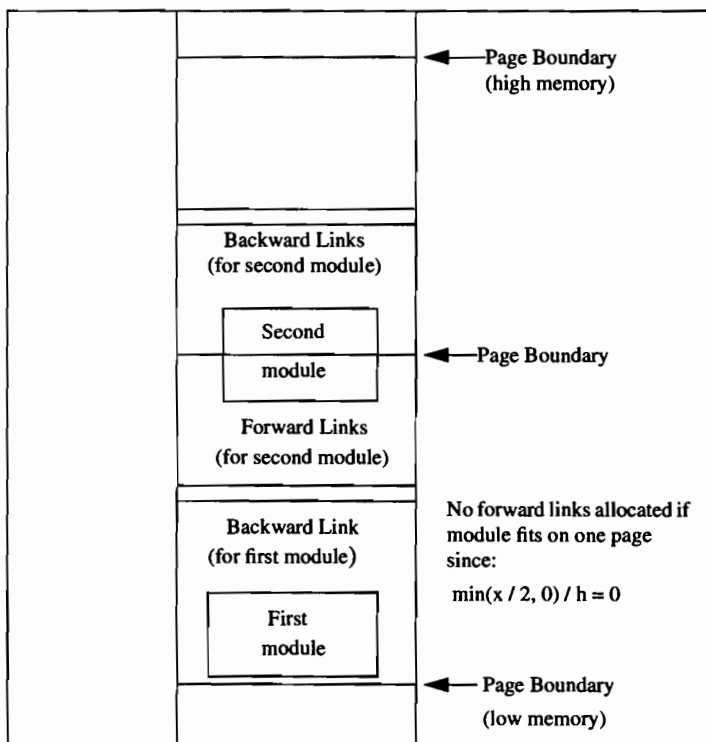 Page Boundary
(high memory)
Backward Links
(for second module)
Second
module
Page Boundary
Forward Links
(for second module)
Backward Link
(for first module)
No forward links allocated if
module fits on one page
since:
min(x / 2, 0) / h = 0
First
module
Page Boundary
(low memory)